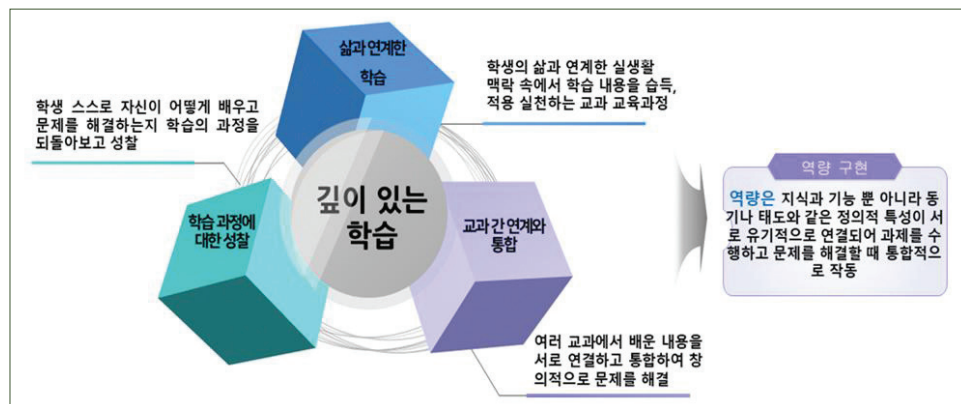 삶과 연계한
학습
학생의 삶과 연계한 실생활
맥락 속에서 학습 내용을 습득,
적용 실천하는 교과 교육과정
학생 스스로 자신이 어떻게 배우고
문제를 해결하는지 학습의 과정을
되돌아보고 성찰
깊이 있는
학습
학습 과정에
대한 성찰
교과 간 연계와
통합
여러 교과에서 배운 내용을
서로 연결하고 통합하여 창
의적으로 문제를 해결
역량 구현
역량은 지식과 기능 뿐 아니라 동
기나 태도와 같은 정의적 특성이 서
로 유기적으로 연결되어 과제를 수
행하고 문제를 해결할 때 통합적으
로 작동